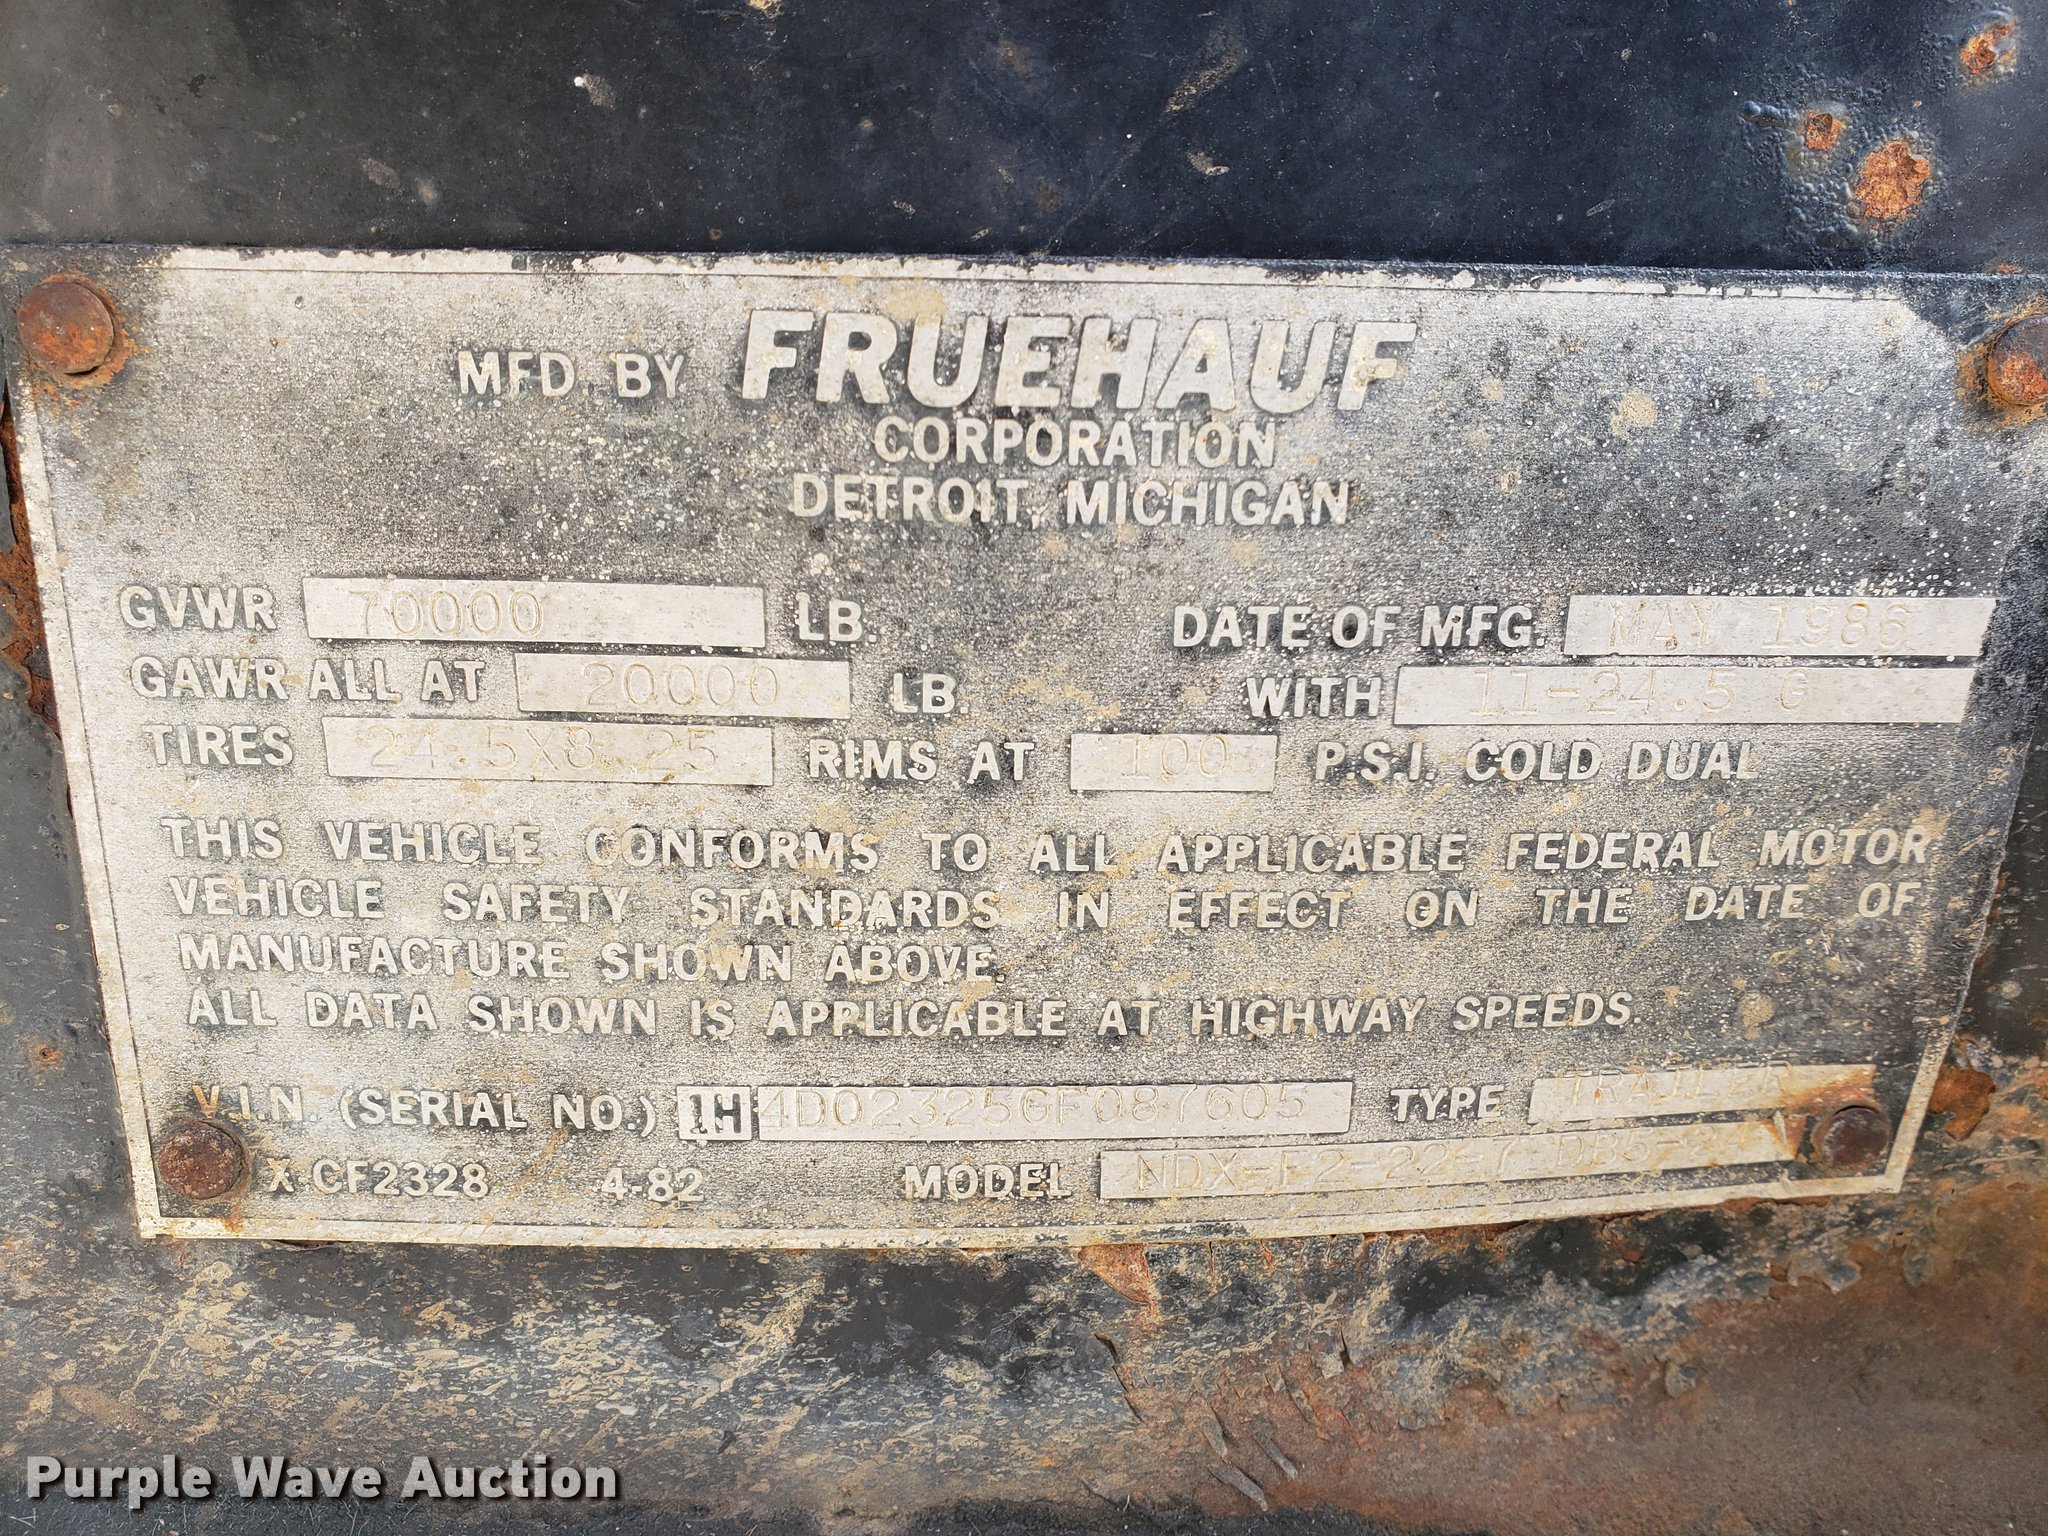 MFD. BY FRUEHAUF
CORPORATION
DETROIT, MICHIGAN
GVWR 70000 LB. DATE OF MFG. MAY 1986
GAWR ALL AT 20000 LB. WITH 11-24.5 G
TIRES 24.5X8.25 RIMS AT 100 P.S.I. COLD DUAL
THIS VEHICLE CONFORMS TO ALL APPLICABLE FEDERAL MOTOR
VEHICLE SAFETY STANDARDS IN EFFECT ON THE DATE OF
MANUFACTURE SHOWN ABOVE.
ALL DATA SHOWN IS APPLICABLE AT HIGHWAY SPEEDS.
V.I.N. (SERIAL NO.) 1H 4D02325GF087605 TYPE TRAILER
X-CF2328 4-82 MODEL
Purple Wave Auction